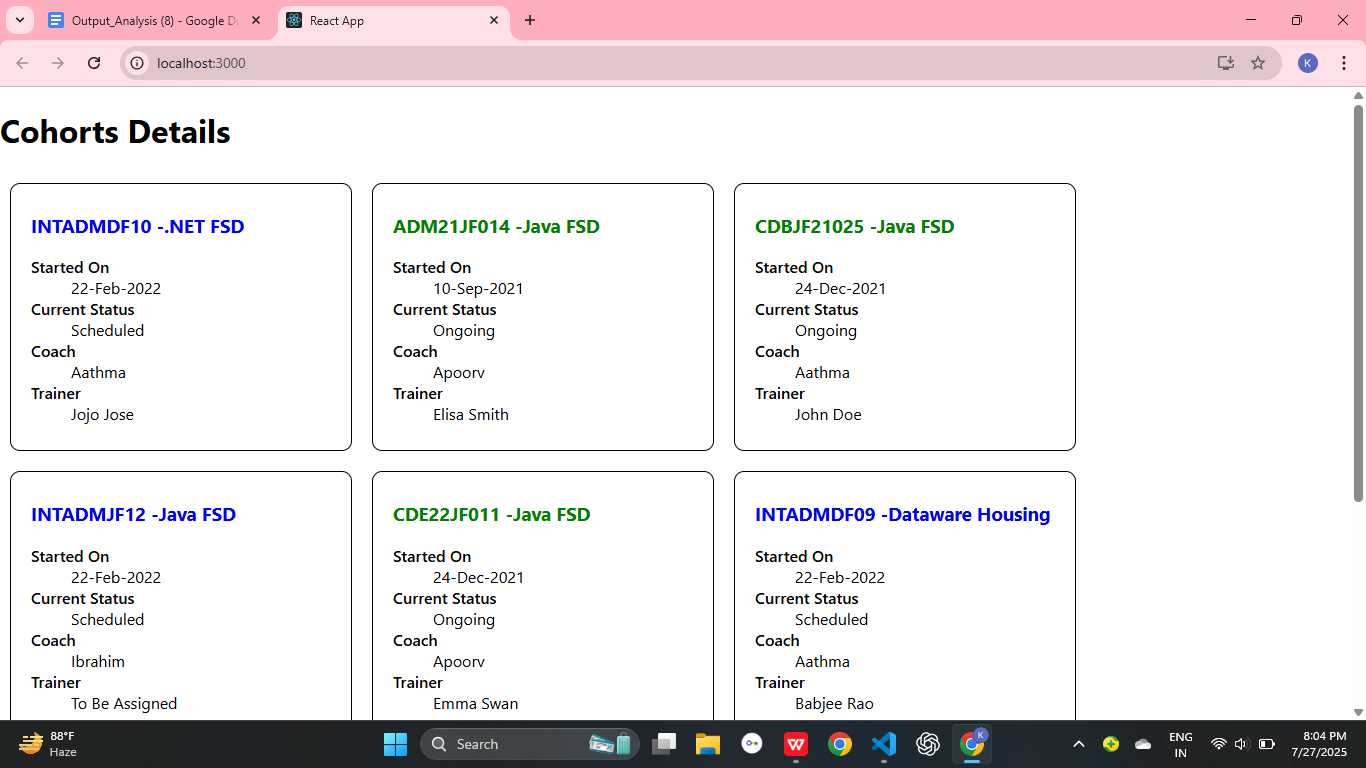 Output_Analysis (8) - Google D
React App
localhost:3000
K
Cohorts Details
INTADMDF10 -.NET FSD
Started On
22-Feb-2022
Current Status
Scheduled
Coach
Aathma
Trainer
Jojo Jose
ADM21JF014 -Java FSD
Started On
10-Sep-2021
Current Status
Ongoing
Coach
Apoorv
Trainer
Elisa Smith
CDBJF21025 -Java FSD
Started On
24-Dec-2021
Current Status
Ongoing
Coach
Aathma
Trainer
John Doe
INTADMJF12 -Java FSD
Started On
22-Feb-2022
Current Status
Scheduled
Coach
Ibrahim
Trainer
To Be Assigned
CDE22JF011 -Java FSD
Started On
24-Dec-2021
Current Status
Ongoing
Coach
Apoorv
Trainer
Emma Swan
INTADMDF09 -Dataware Housing
Started On
22-Feb-2022
Current Status
Scheduled
Coach
Aathma
Trainer
Babjee Rao
88°F
Haze
Search
W
K
ENG
IN
8:04 PM
7/27/2025